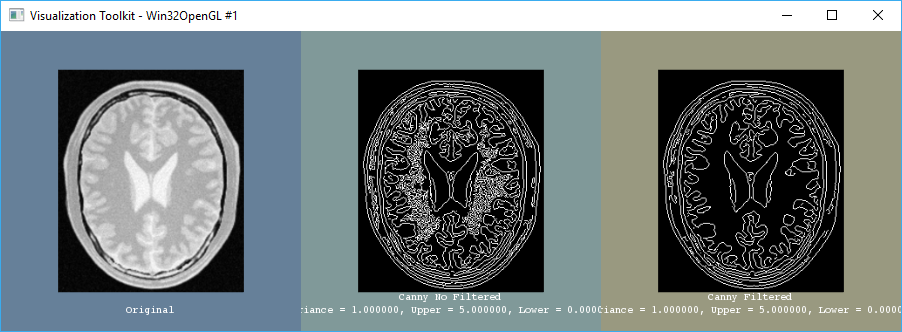 Visualization Toolkit - Win32OpenGL #1
Original
Canny No Filtered
riance = 1.000000, Upper = 5.000000, Lower = 0.0000
Canny Filtered
iance = 1.000000, Upper = 5.000000, Lower = 0.0000